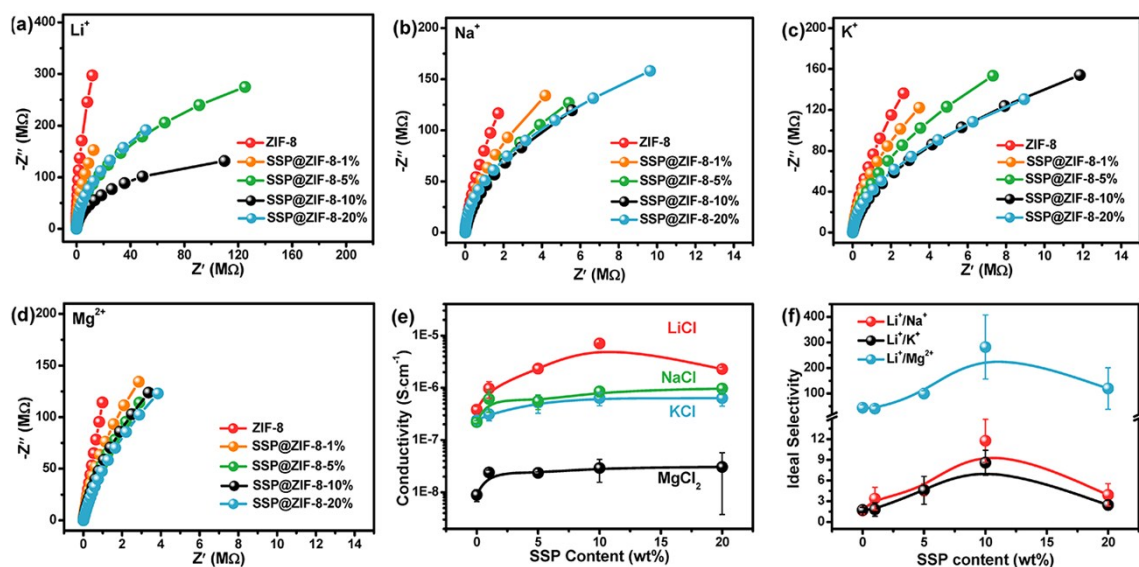 (a) Li⁺
-Z'' (MΩ)
400
300
200
100
0
0 40 80 120 160 200
Z' (MΩ)
ZIF-8
SSP@ZIF-8-1%
SSP@ZIF-8-5%
SSP@ZIF-8-10%
SSP@ZIF-8-20%
(b) Na⁺
-Z'' (MΩ)
200
150
100
50
0
0 2 4 6 8 10 12 14
Z' (MΩ)
ZIF-8
SSP@ZIF-8-1%
SSP@ZIF-8-5%
SSP@ZIF-8-10%
SSP@ZIF-8-20%
(c) K⁺
-Z'' (MΩ)
200
160
120
80
40
0
0 2 4 6 8 10 12 14
Z' (MΩ)
ZIF-8
SSP@ZIF-8-1%
SSP@ZIF-8-5%
SSP@ZIF-8-10%
SSP@ZIF-8-20%
(d) Mg²⁺
-Z'' (MΩ)
200
150
100
50
0
0 2 4 6 8 10 12 14
Z' (MΩ)
ZIF-8
SSP@ZIF-8-1%
SSP@ZIF-8-5%
SSP@ZIF-8-10%
SSP@ZIF-8-20%
(e)
Conductivity (S.cm⁻¹)
1E-5
1E-6
1E-7
1E-8
LiCl
NaCl
KCl
MgCl₂
0 5 10 15 20
SSP Content (wt%)
(f)
Li⁺/Na⁺
Li⁺/K⁺
Li⁺/Mg²⁺
Ideal Selectivity
400
300
200
100
12
9
6
3
0
0 5 10 15 20
SSP content (wt%)